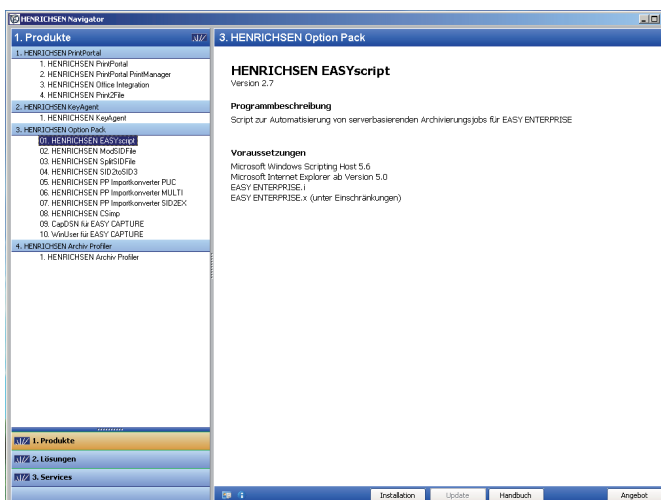 HENRICHSEN Navigator
1. Produkte
1. HENRICHSEN PrintPortal
1. HENRICHSEN PrintPortal
2. HENRICHSEN PrintPortal PrintManager
3. HENRICHSEN Office Integration
4. HENRICHSEN Print2File
2. HENRICHSEN KeyAgent
1. HENRICHSEN KeyAgent
3. HENRICHSEN Option Pack
01. HENRICHSEN EASYscript
02. HENRICHSEN ModSIDFile
03. HENRICHSEN SplitSIDFile
04. HENRICHSEN SID2toSID3
05. HENRICHSEN PP Importkonverter PUC
06. HENRICHSEN PP Importkonverter MULTI
07. HENRICHSEN PP Importkonverter SID2EX
08. HENRICHSEN CSimp
09. CapDSN für EASY CAPTURE
10. WinUser für EASY CAPTURE
4. HENRICHSEN Archiv Profiler
1. HENRICHSEN Archiv Profiler
1. Produkte
2. Lösungen
3. Services
3. HENRICHSEN Option Pack
HENRICHSEN EASYscript
Version 2.7
Programmbeschreibung
Script zur Automatisierung von serverbasierenden Archivierungsjobs für EASY ENTERPRISE
Voraussetzungen
Microsoft Windows Scripting Host 5.6
Microsoft Internet Explorer ab Version 5.0
EASY ENTERPRISE.i
EASY ENTERPRISE.x (unter Einschränkungen)
Installation Update Handbuch Angebot